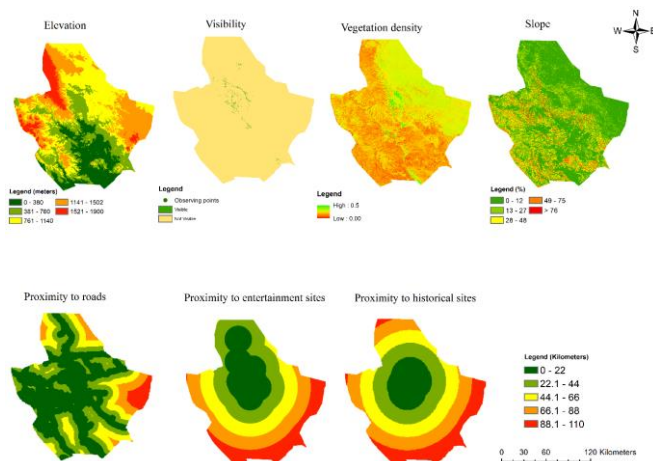 Elevation
Visibility
Vegetation density
Slope
N
W E
S
Legend (meters)
0 - 380
381 - 760
761 - 1140
1141 - 1502
1521 - 1900
Legend
Observing points
Visible
Not Visible
Legend
High : 0.5
Low : 0.00
Legend (%)
0 - 12
13 - 27
28 - 48
49 - 75
> 76
Proximity to roads
Proximity to entertainment sites
Proximity to historical sites
Legend (Kilometers)
0 - 22
22.1 - 44
44.1 - 66
66.1 - 88
88.1 - 110
0 30 60 120 Kilometers